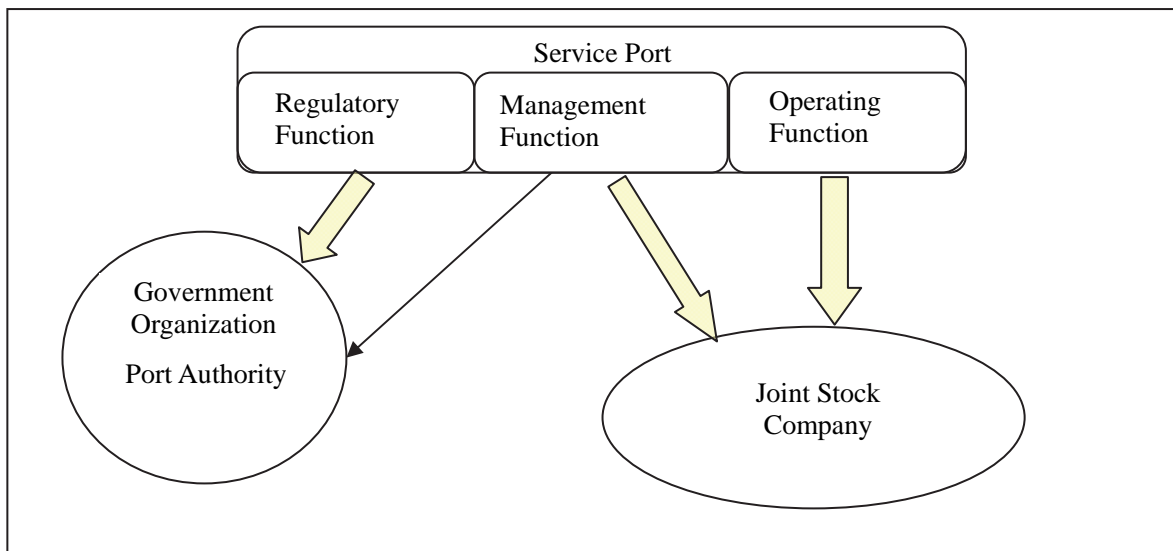 Service Port
Regulatory
Function
Management
Function
Operating
Function
Government
Organization
Port Authority
Joint Stock
Company